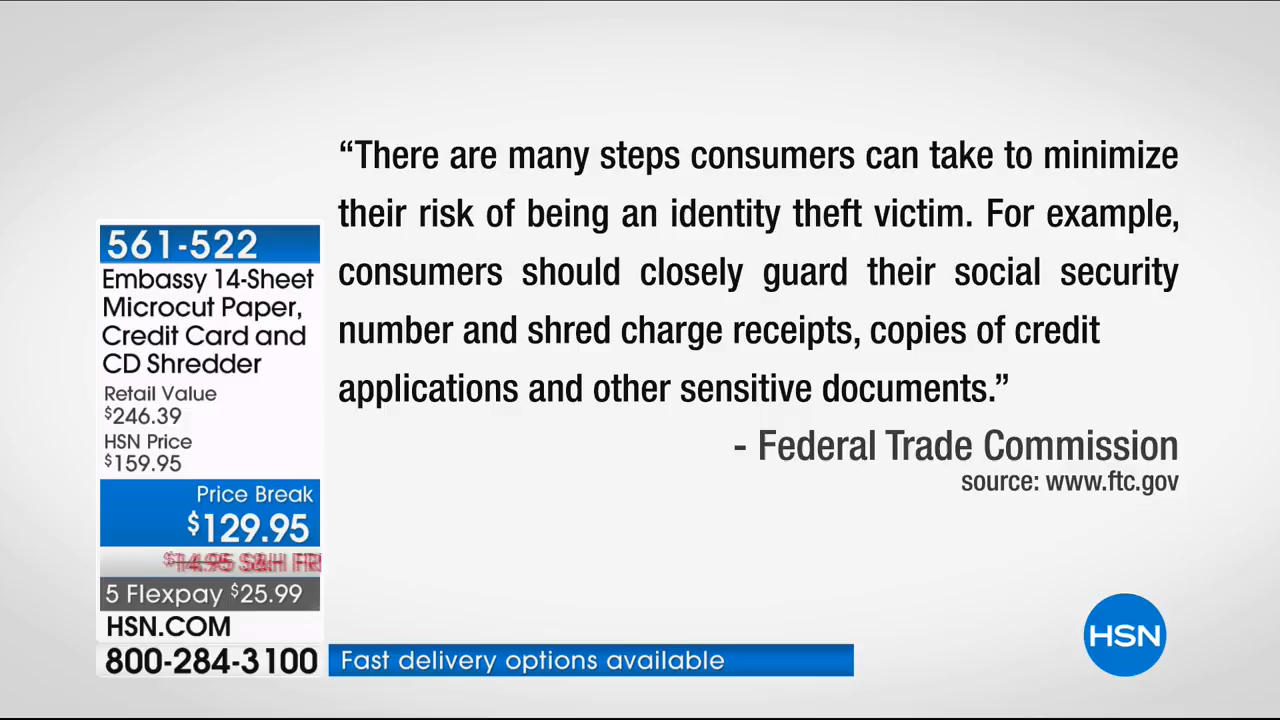 “There are many steps consumers can take to minimize
their risk of being an identity theft victim. For example,
consumers should closely guard their social security
number and shred charge receipts, copies of credit
applications and other sensitive documents.”
- Federal Trade Commission
source: www.ftc.gov
561-522
Embassy 14-Sheet
Microcut Paper,
Credit Card and
CD Shredder
Retail Value
$246.39
HSN Price
$159.95
Price Break
$129.95
$14.95 S&H
5 Flexpay $25.99
HSN.COM
800-284-3100
Fast delivery options available
HSN